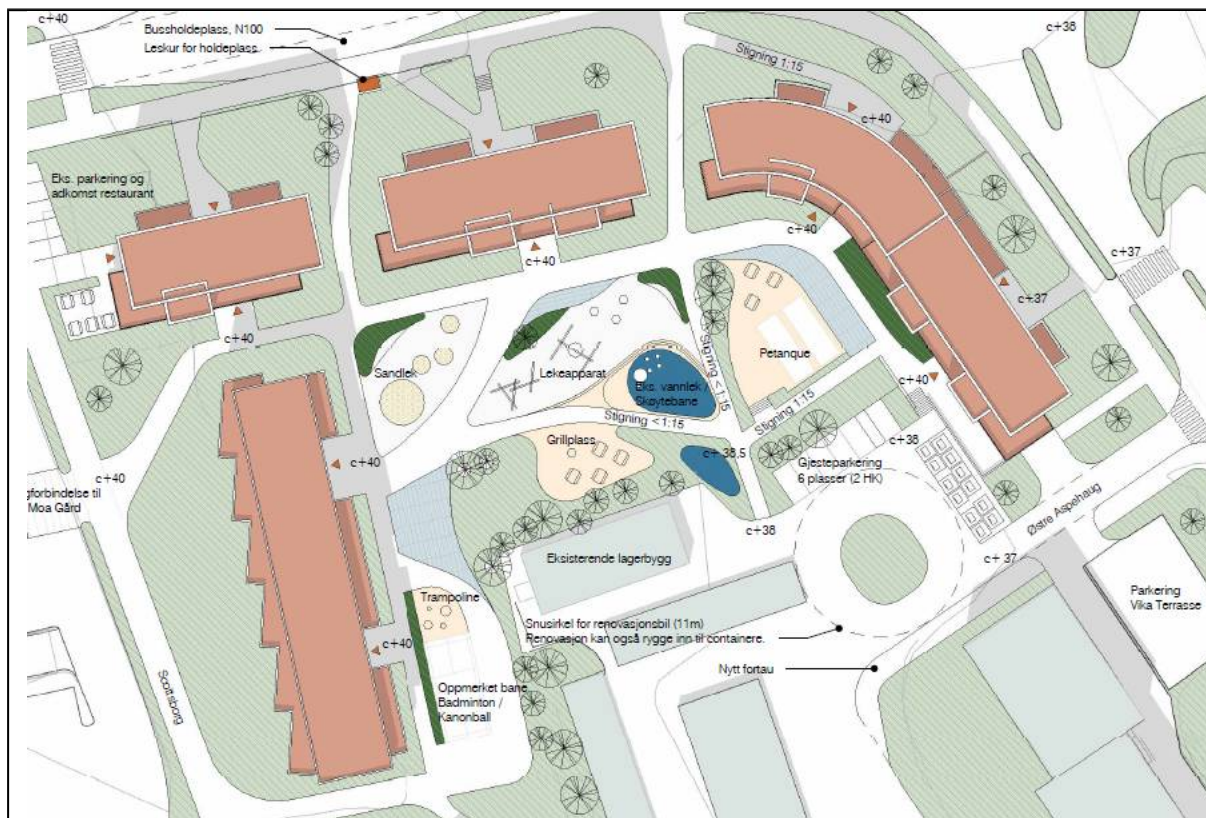 c+40
Bussholdeplass, N100
Leskur for holdeplass
c+38
Stigning 1:15
c+40
Eks. parkering og
adkomst restaurant
c+40
c+40
c+37
c+37
c+40
Sandlek
Lekeapparat
Petanque
Eks. vannlek /
Skøytebane
Stigning <1:15
Stigning <1:15
c+40
Stigning 1:15
Grillplass
c+38,5
c+38
c+40
Gjesteparkering
6 plasser (2 HK)
c+40
gforbindelse til
Moa Gård
Østre Aspehaug
c+38
Eksisterende lagerbygg
c+ 37
Trampoline
Parkering
Vika Terrasse
Snusirkel for renovasjonsbil (11m)
Renovasjon kan også rygge inn til containere.
c+40
Nytt fortau
Oppmerket bane
Badminton /
Kanonball
Scottsborg